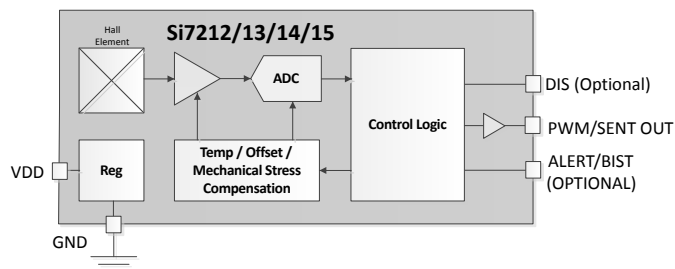 Si7212/13/14/15
Hall
Element
ADC
Control Logic
DIS (Optional)
PWM/SENT OUT
ALERT/BIST
(OPTIONAL)
Temp / Offset /
Mechanical Stress
Compensation
VDD
Reg
GND